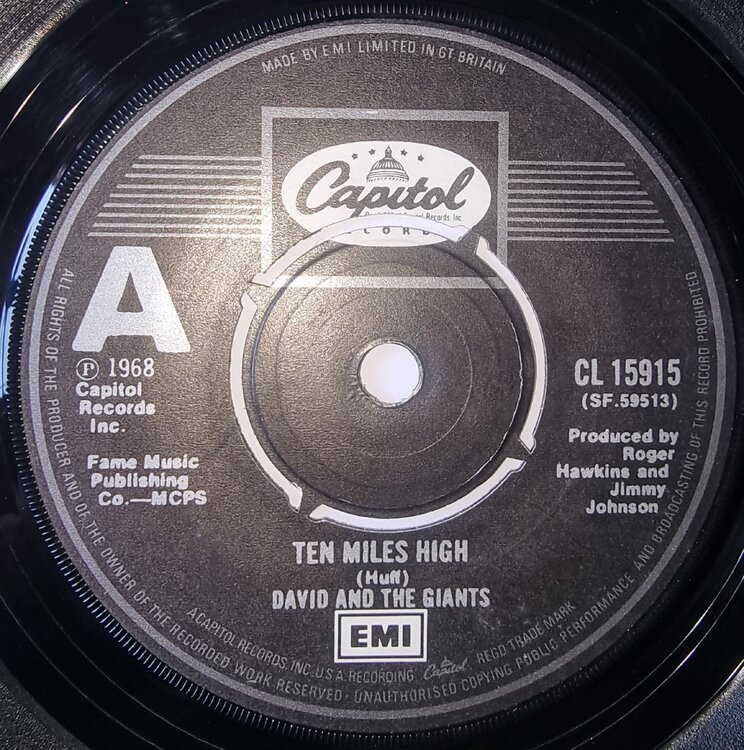 MADE BY EMI LIMITED IN GT BRITAIN
Capitol
Records, Inc.
A
Ⓟ 1968
Capitol
Records
Inc.
Fame Music
Publishing
Co.—MCPS
CL 15915
(SF.59513)
Produced by
Roger
Hawkins and
Jimmy
Johnson
TEN MILES HIGH
(Huff)
DAVID AND THE GIANTS
EMI
A CAPITOL RECORDS INC. U.S.A RECORDING Capitol REGD TRADE MARK
ALL RIGHTS OF THE PRODUCER AND OF THE OWNER OF THE RECORDED WORK RESERVED · UNAUTHORISED COPYING PUBLIC PERFORMANCE AND BROADCASTING OF THIS RECORD PROHIBITED